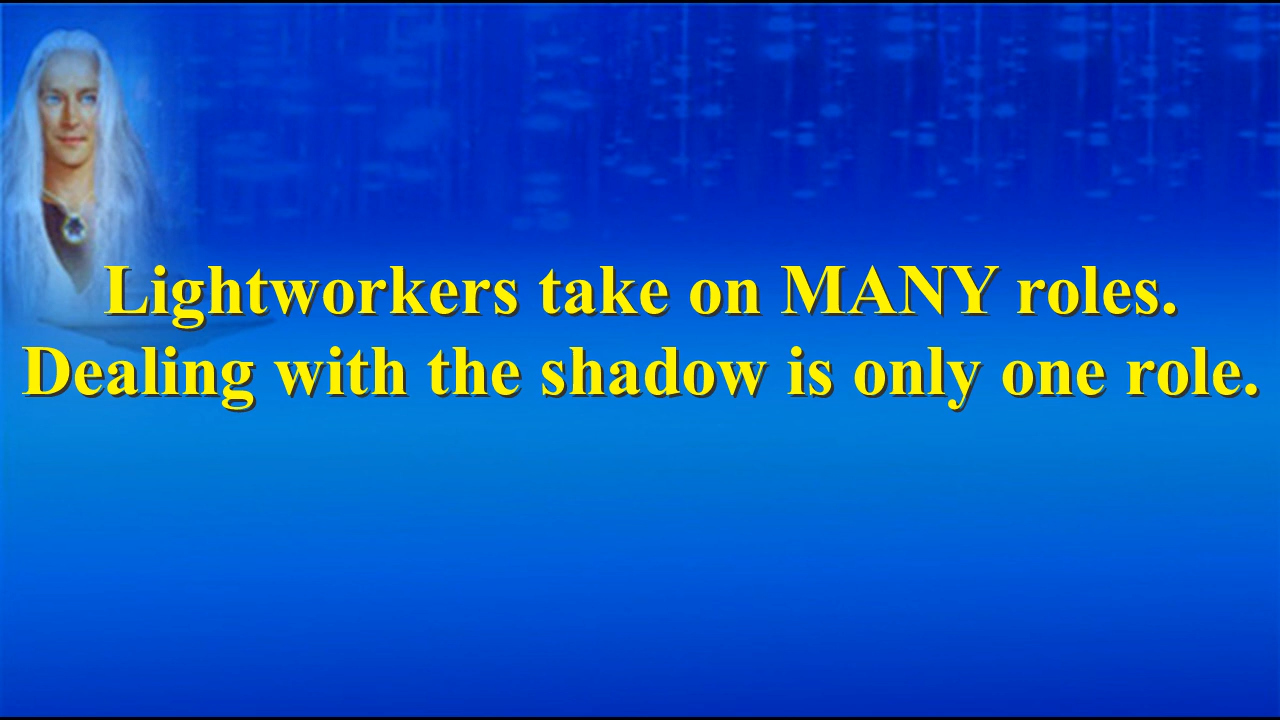 Lightworkers take on MANY roles.
Dealing with the shadow is only one role.